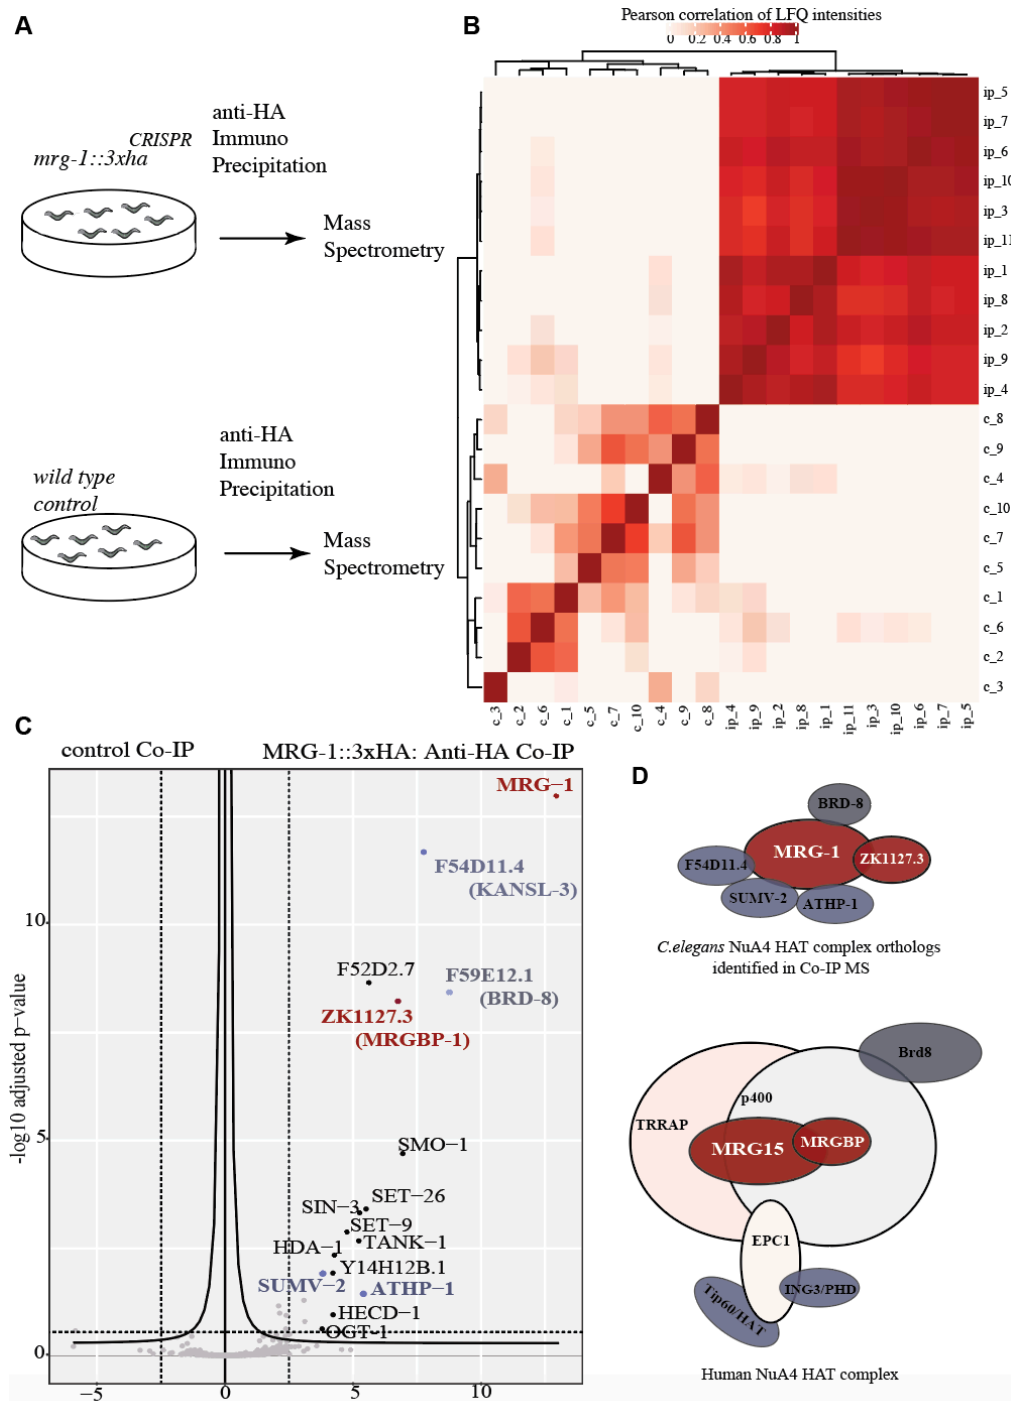 A
CRISPR
mrg-1::3xha
anti-HA
Immuno
Precipitation
Mass
Spectrometry
wild type
control
anti-HA
Immuno
Precipitation
Mass
Spectrometry
B
Pearson correlation of LFQ intensities
0 0.2 0.4 0.6 0.8 1
ip_5
ip_7
ip_6
ip_10
ip_3
ip_11
ip_1
ip_8
ip_2
ip_9
ip_4
c_8
c_9
c_4
c_10
c_7
c_5
c_1
c_6
c_2
c_3
c_3 c_2 c_6 c_1 c_5 c_7 c_10 c_4 c_9 c_8 ip_4 ip_9 ip_2 ip_8 ip_1 ip_11 ip_3 ip_10 ip_6 ip_7 ip_5
C
control Co-IP
MRG-1::3xHA: Anti-HA Co-IP
-log10 adjusted p-value
10
5
0
−5 0 5 10
MRG−1
F54D11.4
(KANSL-3)
F52D2.7
F59E12.1
(BRD-8)
ZK1127.3
(MRGBP-1)
SMO−1
SET−26
SIN−3
SET−9
TANK−1
HDA−1
Y14H12B.1
SUMV−2
ATHP−1
HECD−1
OGT−1
D
BRD-8
MRG-1
ZK1127.3
F54D11.4
SUMV-2
ATHP-1
C.elegans NuA4 HAT complex orthologs
identified in Co-IP MS
Brd8
p400
TRRAP
MRG15
MRGBP
EPC1
ING3/PHD
Tip60/HAT
Human NuA4 HAT complex